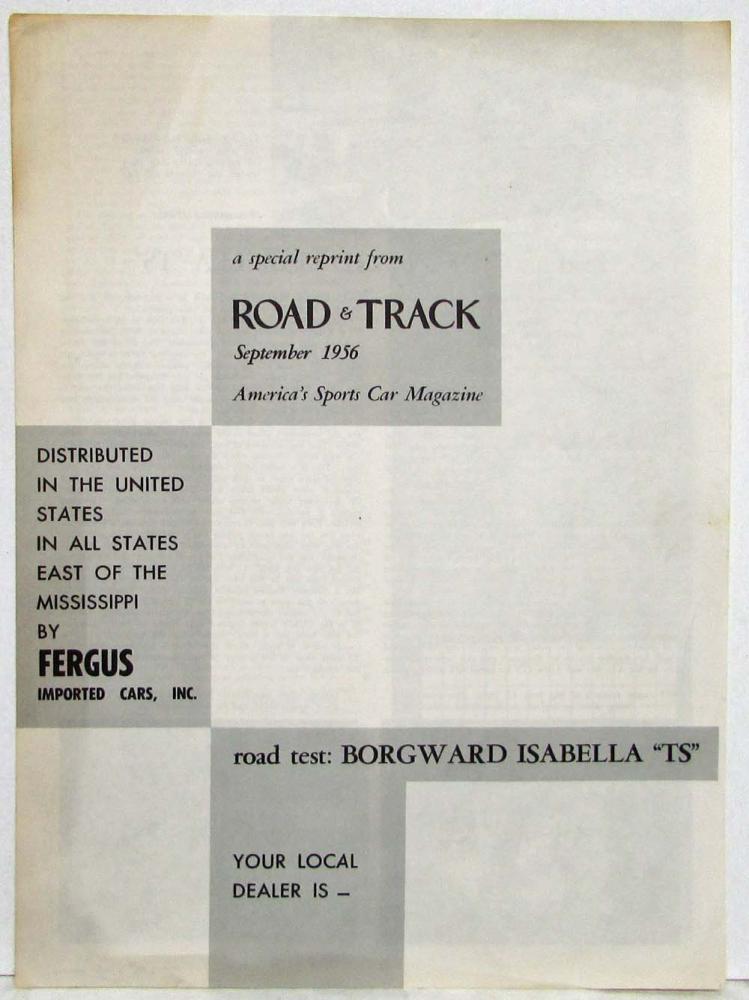 a special reprint from
ROAD & TRACK
September 1956
America's Sports Car Magazine
DISTRIBUTED
IN THE UNITED
STATES
IN ALL STATES
EAST OF THE
MISSISSIPPI
BY
FERGUS
IMPORTED CARS, INC.
road test: BORGWARD ISABELLA “TS”
YOUR LOCAL
DEALER IS —